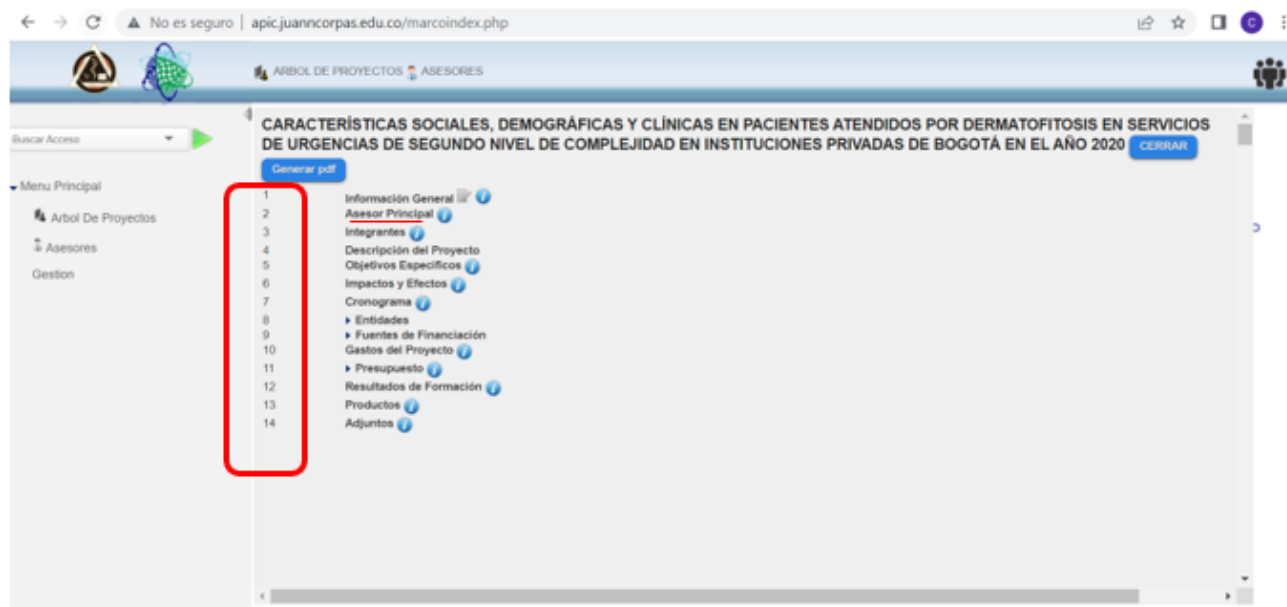 No es seguro | apic.juanncorpas.edu.co/marcoindex.php
C
ARBOL DE PROYECTOS ASESORES
Buscar Acceso
Menu Principal
Arbol De Proyectos
Asesores
Gestion
CARACTERÍSTICAS SOCIALES, DEMOGRÁFICAS Y CLÍNICAS EN PACIENTES ATENDIDOS POR DERMATOFITOSIS EN SERVICIOS
DE URGENCIAS DE SEGUNDO NIVEL DE COMPLEJIDAD EN INSTITUCIONES PRIVADAS DE BOGOTÁ EN EL AÑO 2020 CERRAR
Generar pdf
1 Información General
2 Asesor Principal
3 Integrantes
4 Descripción del Proyecto
5 Objetivos Especificos
6 Impactos y Efectos
7 Cronograma
8 Entidades
9 Fuentes de Financiación
10 Gastos del Proyecto
11 Presupuesto
12 Resultados de Formación
13 Productos
14 Adjuntos